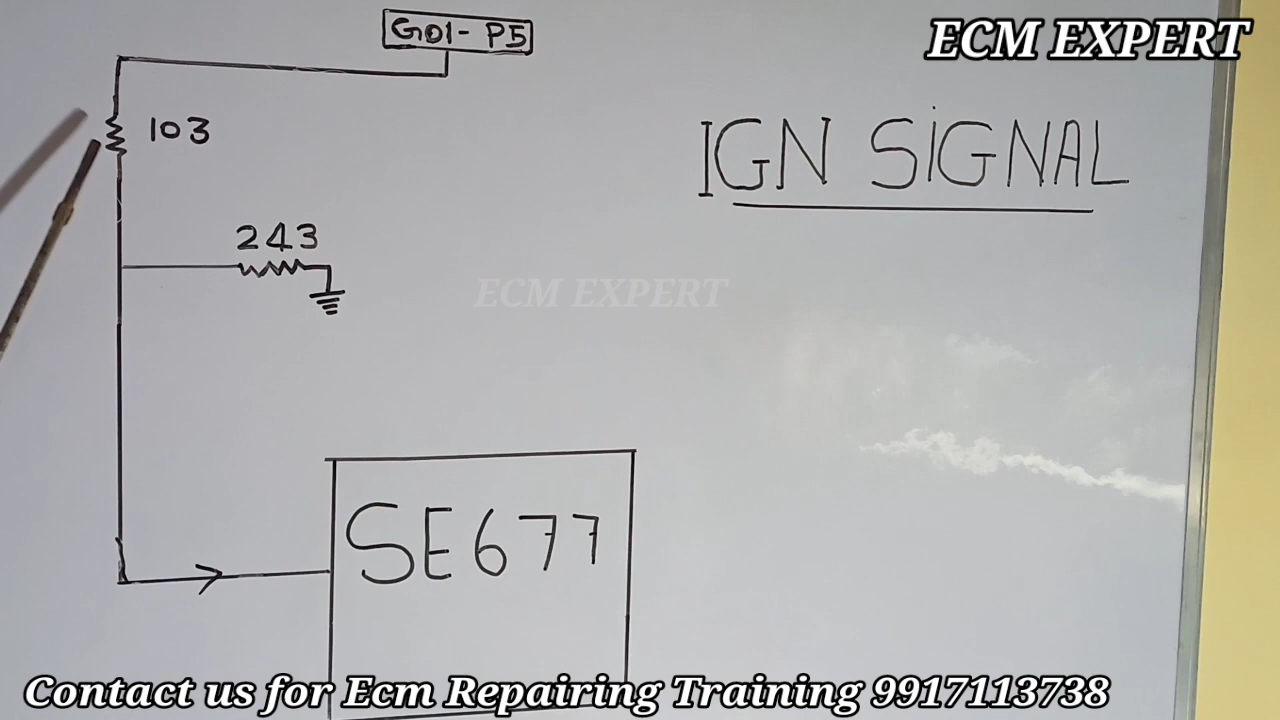 G01-P5
ECM EXPERT
103
IGN SIGNAL
243
ECM EXPERT
SE677
Contact us for Ecm Repairing Training 9917113738